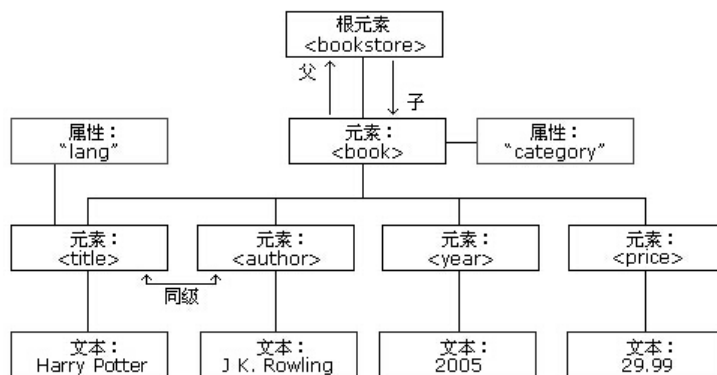 根元素
<bookstore>
父
子
属性：
"lang"
元素：
<book>
属性：
"category"
元素：
<title>
元素：
<author>
元素：
<year>
元素：
<price>
同级
文本：
Harry Potter
文本：
J K. Rowling
文本：
2005
文本：
29.99